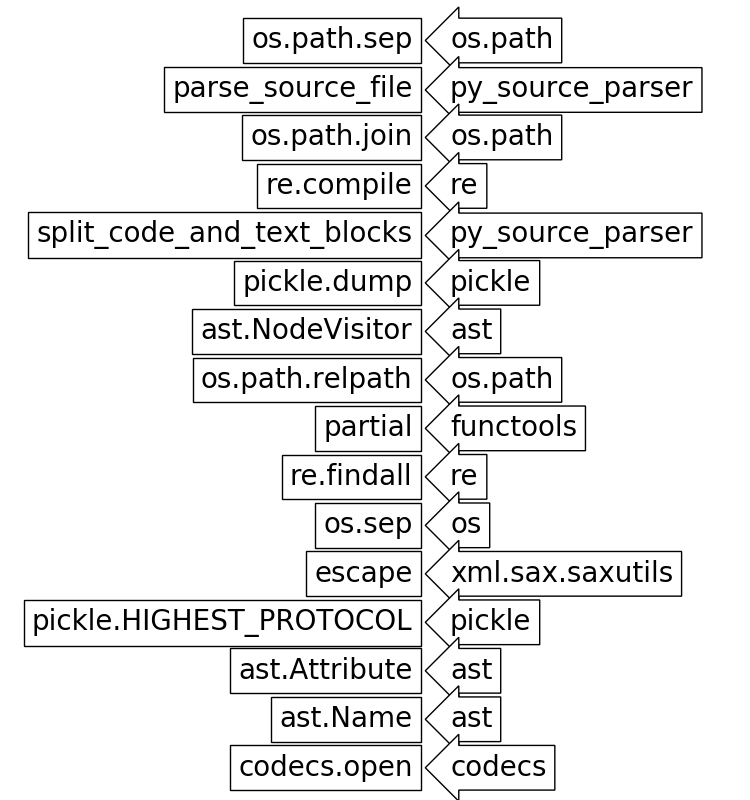 os.path.sep os.path
parse_source_file py_source_parser
os.path.join os.path
re.compile re
split_code_and_text_blocks py_source_parser
pickle.dump pickle
ast.NodeVisitor ast
os.path.relpath os.path
partial functools
re.findall re
os.sep os
escape xml.sax.saxutils
pickle.HIGHEST_PROTOCOL pickle
ast.Attribute ast
ast.Name ast
codecs.open codecs